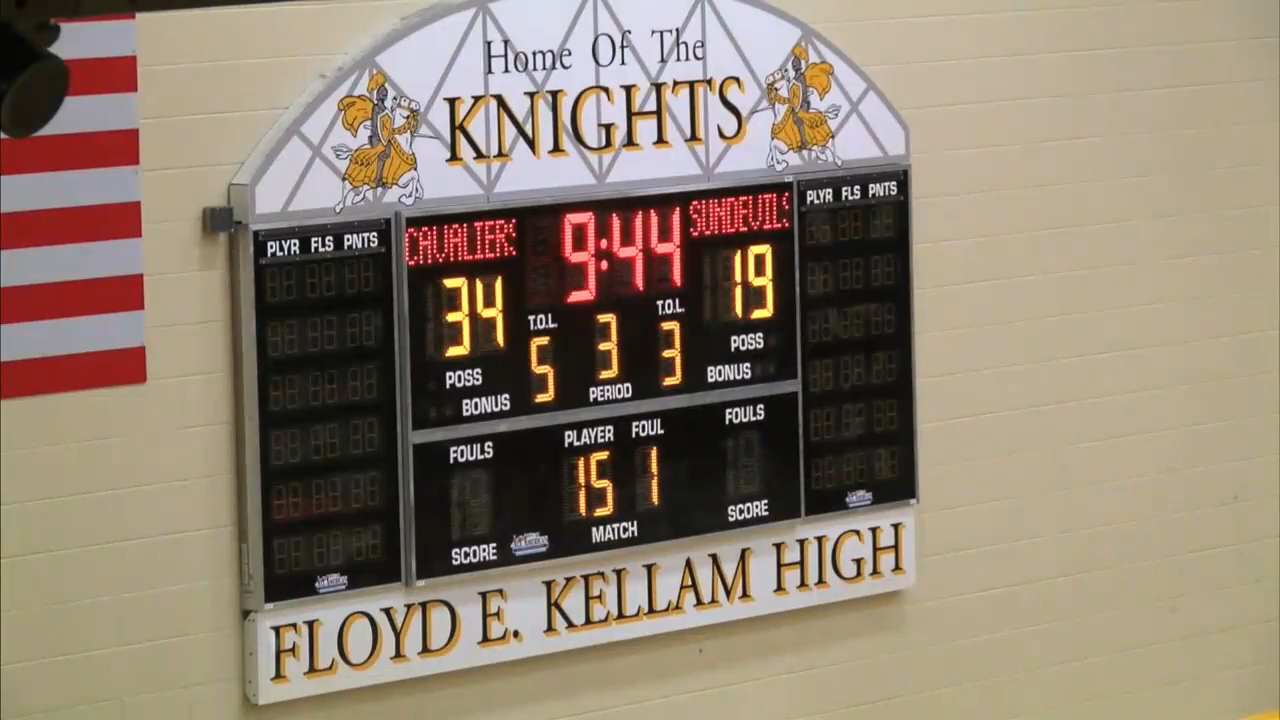 Home Of The
KNIGHTS
PLYR FLS PNTS
CAVALIERS
9:44
SUNDEVILS
PLYR FLS PNTS
34
19
T.O.L.
T.O.L.
5
3
3
POSS
BONUS
PERIOD
POSS
BONUS
FOULS
PLAYER FOUL
FOULS
15 1
SCORE
MATCH
SCORE
FLOYD E. KELLAM HIGH